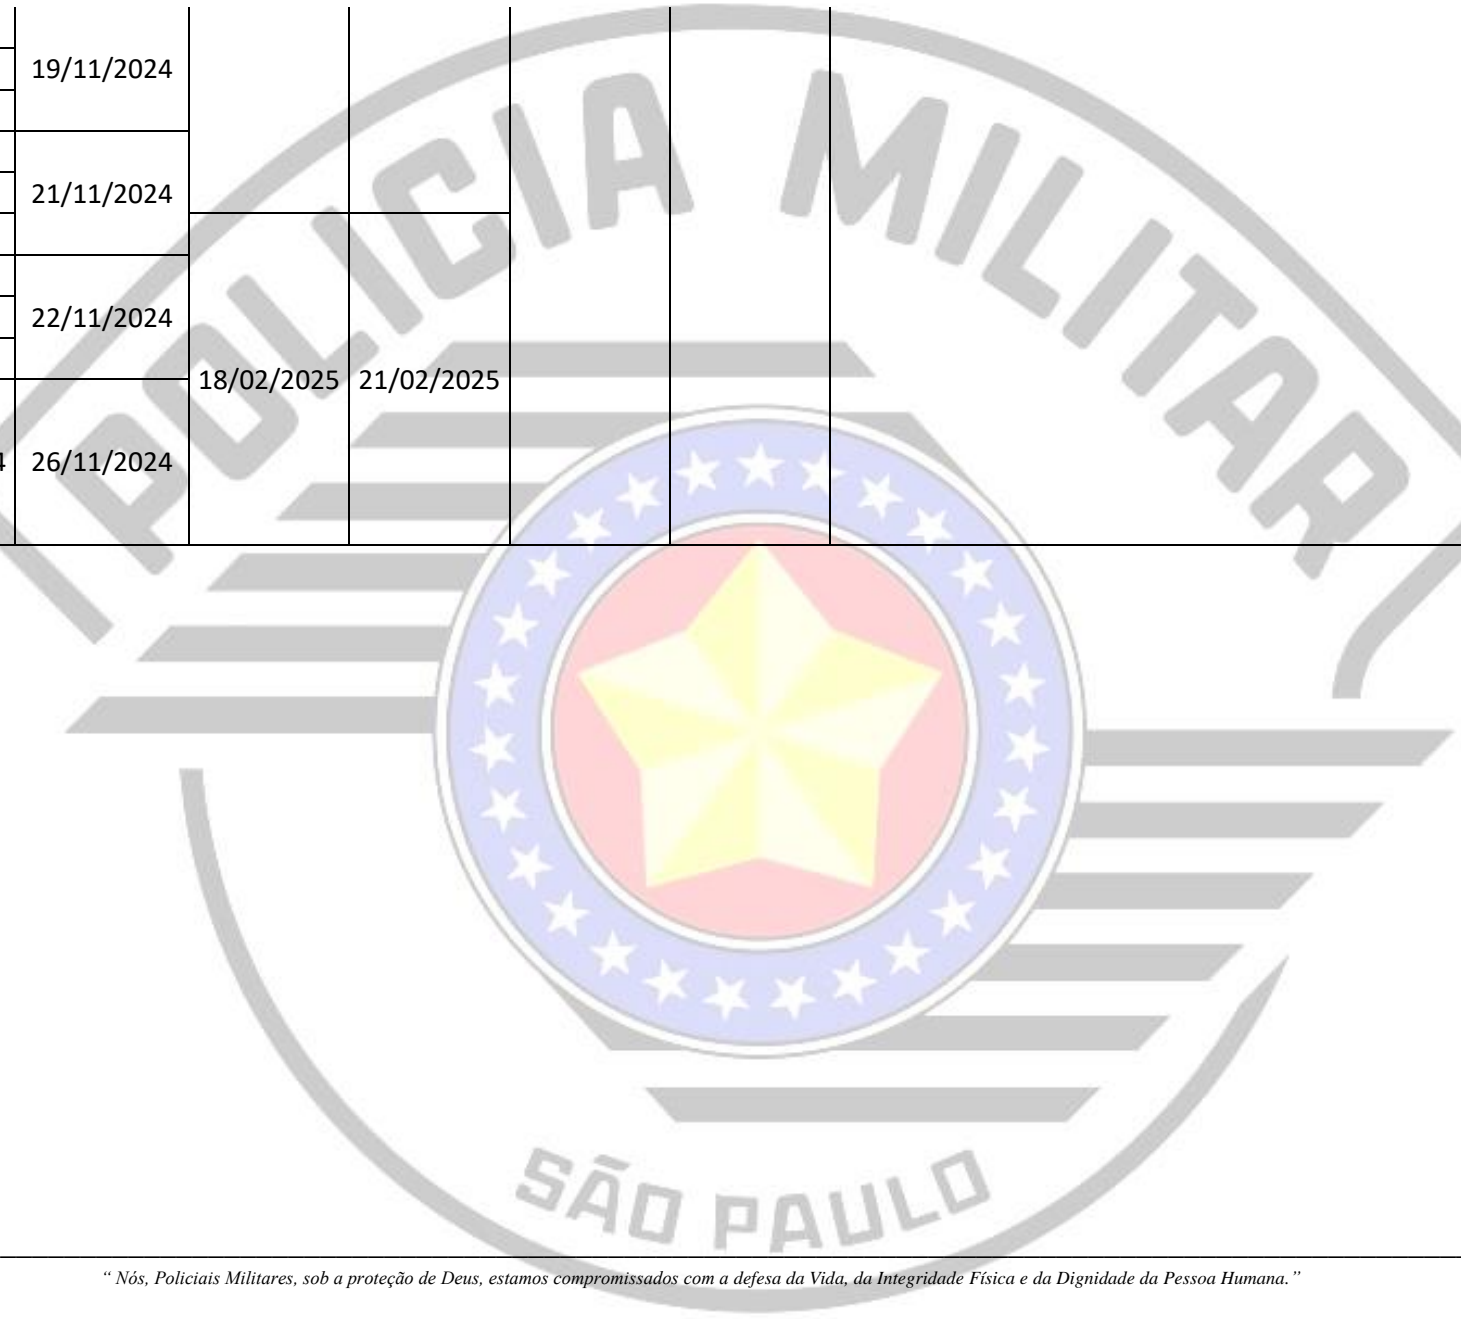 POLICIA MILITAR
19/11/2024
21/11/2024
22/11/2024
18/02/2025 21/02/2025
4 26/11/2024
SÃO PAULO
“ Nós, Policiais Militares, sob a proteção de Deus, estamos compromissados com a defesa da Vida, da Integridade Física e da Dignidade da Pessoa Humana.”